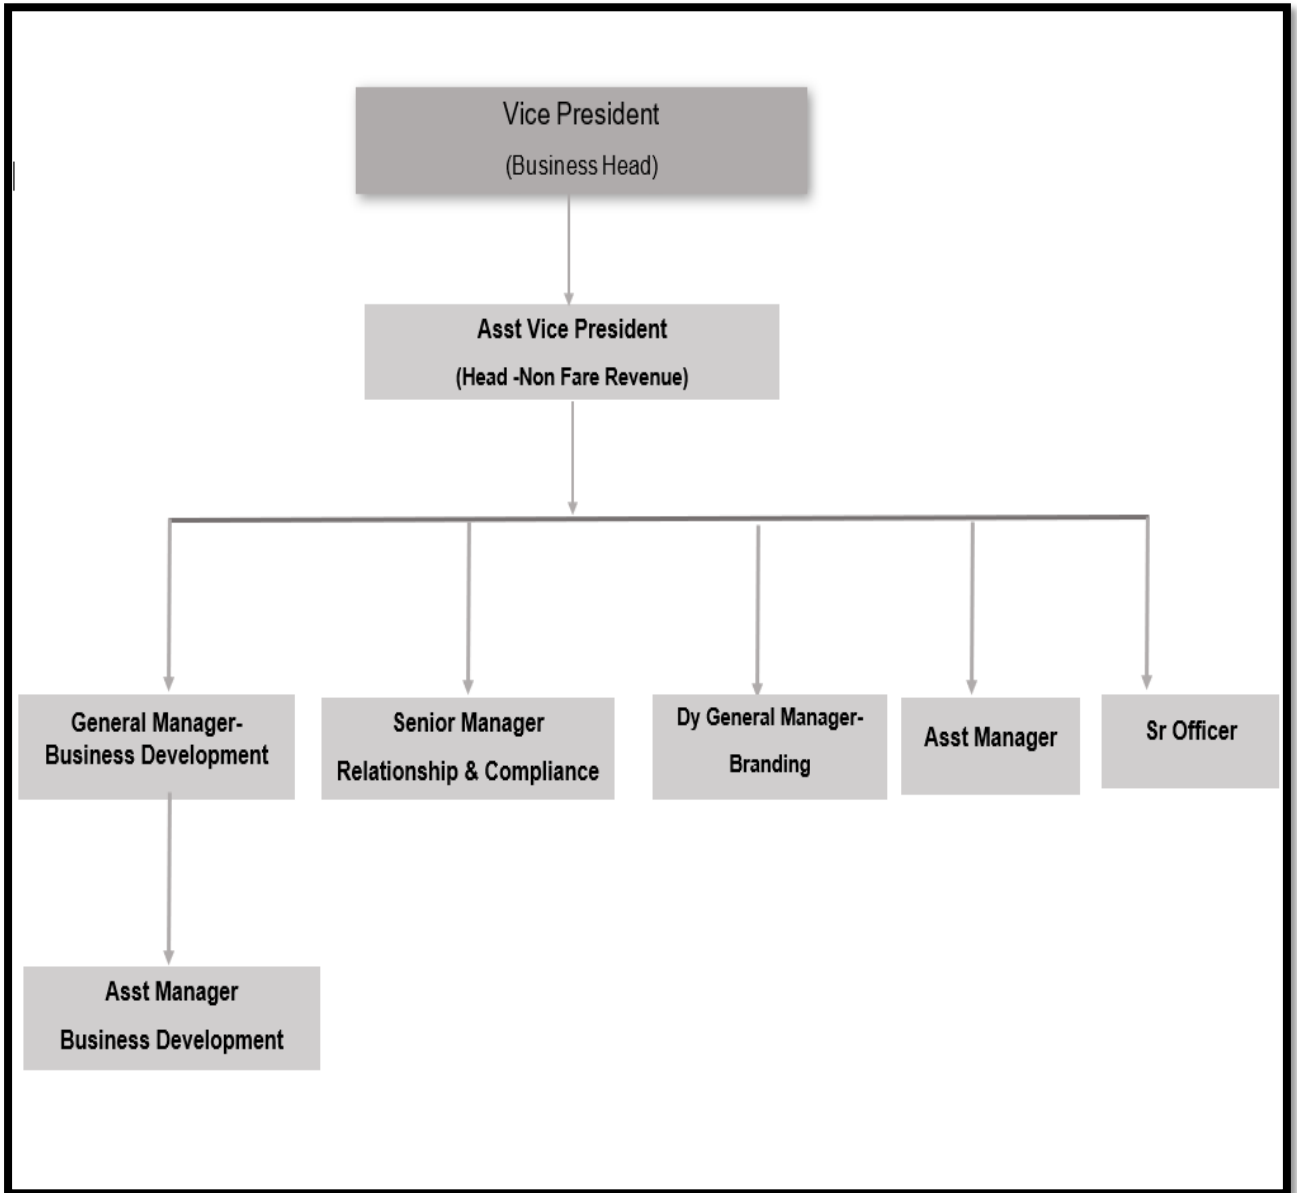 Vice President
(Business Head)
Asst Vice President
(Head -Non Fare Revenue)
General Manager-
Business Development
Senior Manager
Relationship & Compliance
Dy General Manager-
Branding
Asst Manager
Sr Officer
Asst Manager
Business Development